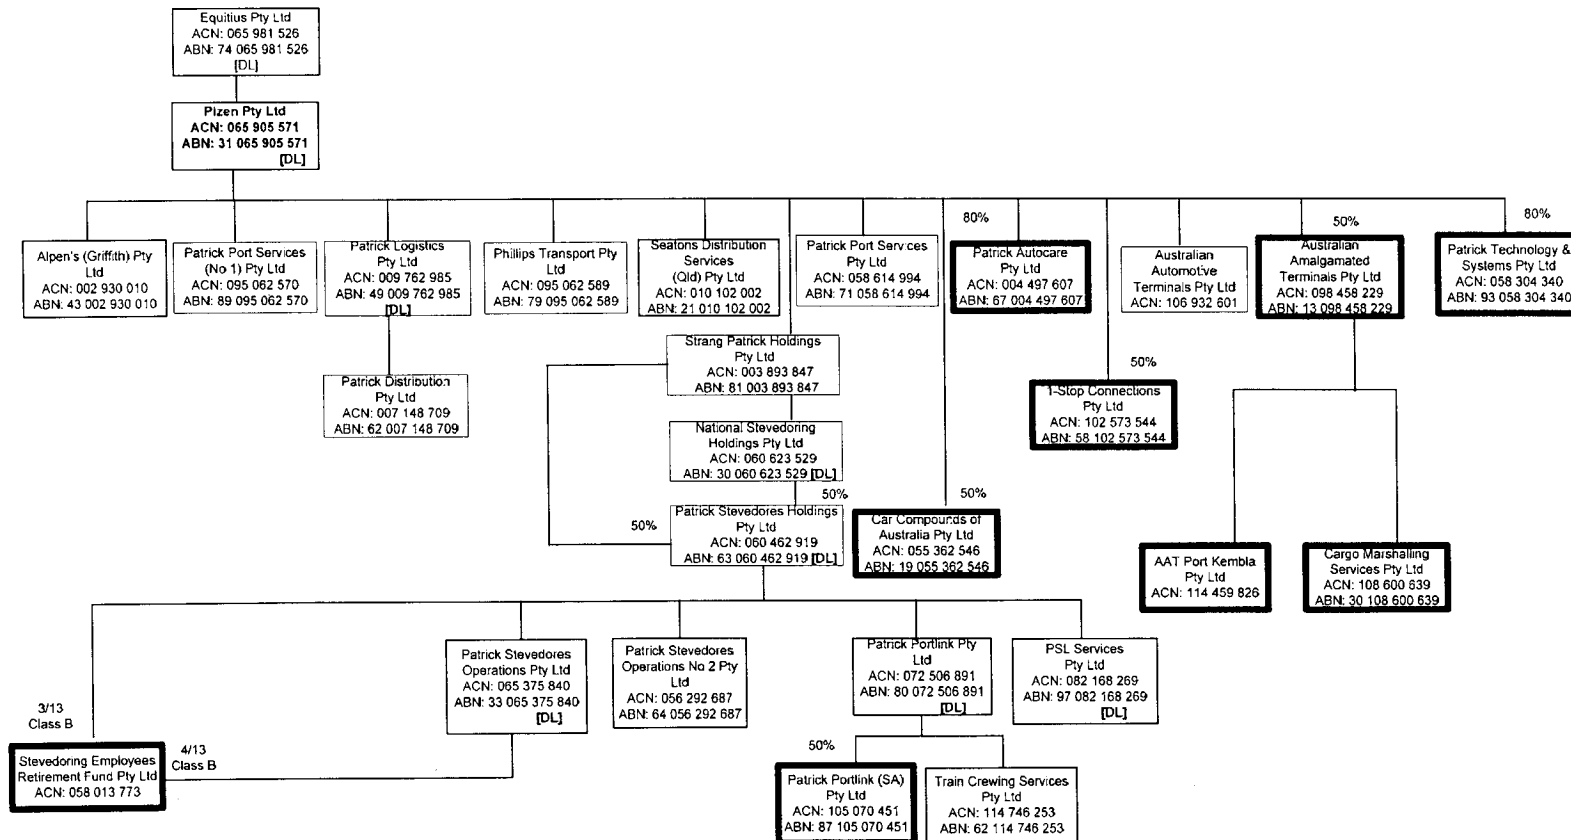 Equitius Pty Ltd
ACN: 065 981 526
ABN: 74 065 981 526
[DL]
Plzen Pty Ltd
ACN: 065 905 571
ABN: 31 065 905 571
[DL]
Alpen's (Griffith) Pty
Ltd
ACN: 002 930 010
ABN: 43 002 930 010
Patrick Port Services
(No 1) Pty Ltd
ACN: 095 062 570
ABN: 89 095 062 570
Patrick Logistics
Pty Ltd
ACN: 009 762 985
ABN: 49 009 762 985
[DL]
Phillips Transport Pty
Ltd
ACN: 095 062 589
ABN: 79 095 062 589
Seatons Distribution
Services
(Qld) Pty Ltd
ACN: 010 102 002
ABN: 21 010 102 002
Patrick Port Services
Pty Ltd
ACN: 058 614 994
ABN: 71 058 614 994
80%
Patrick Autocare
Pty Ltd
ACN: 004 497 607
ABN: 67 004 497 607
Australian
Automotive
Terminals Pty Ltd
ACN: 106 932 601
50%
Australian
Amalgamated
Terminals Pty Ltd
ACN: 098 458 229
ABN: 13 098 458 229
80%
Patrick Technology &
Systems Pty Ltd
ACN: 058 304 340
ABN: 93 058 304 340
Patrick Distribution
Pty Ltd
ACN: 007 148 709
ABN: 62 007 148 709
Strang Patrick Holdings
Pty Ltd
ACN: 003 893 847
ABN: 81 003 893 847
50%
1-Stop Connections
Pty Ltd
ACN: 102 573 544
ABN: 58 102 573 544
National Stevedoring
Holdings Pty Ltd
ACN: 060 623 529
ABN: 30 060 623 529 [DL]
50%
50%
Patrick Stevedores Holdings
Pty Ltd
ACN: 060 462 919
ABN: 63 060 462 919 [DL]
50%
Car Compounds of
Australia Pty Ltd
ACN: 055 362 546
ABN: 19 055 362 546
AAT Port Kembla
Pty Ltd
ACN: 114 459 826
Cargo Marshalling
Services Pty Ltd
ACN: 108 600 639
ABN: 30 108 600 639
Patrick Stevedores
Operations Pty Ltd
ACN: 065 375 840
ABN: 33 065 375 840
[DL]
Patrick Stevedores
Operations No 2 Pty
Ltd
ACN: 056 292 687
ABN: 64 056 292 687
Patrick Portlink Pty
Ltd
ACN: 072 506 891
ABN: 80 072 506 891
[DL]
PSL Services
Pty Ltd
ACN: 082 168 269
ABN: 97 082 168 269
[DL]
3/13
Class B
4/13
Class B
Stevedoring Employees
Retirement Fund Pty Ltd
ACN: 058 013 773
50%
Patrick Portlink (SA)
Pty Ltd
ACN: 105 070 451
ABN: 87 105 070 451
Train Crewing Services
Pty Ltd
ACN: 114 746 253
ABN: 62 114 746 253